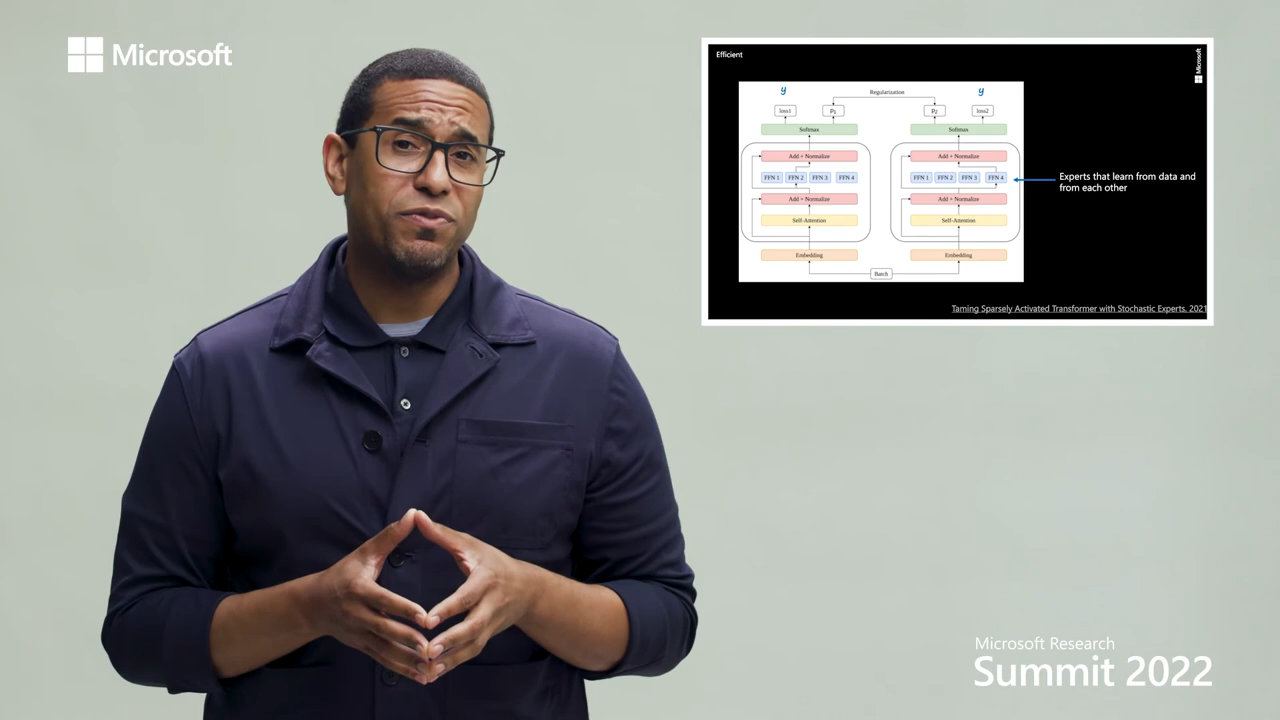 Microsoft
Efficient
Microsoft
y
y
Regularization
loss1
P1
P2
loss2
Softmax
Softmax
Add + Normalize
Add + Normalize
FFN 1
FFN 2
FFN 3
FFN 4
FFN 1
FFN 2
FFN 3
FFN 4
Experts that learn from data and
from each other
Add + Normalize
Add + Normalize
Self-Attention
Self-Attention
Embedding
Embedding
Batch
Taming Sparsely Activated Transformer with Stochastic Experts, 2021
Microsoft Research
Summit 2022